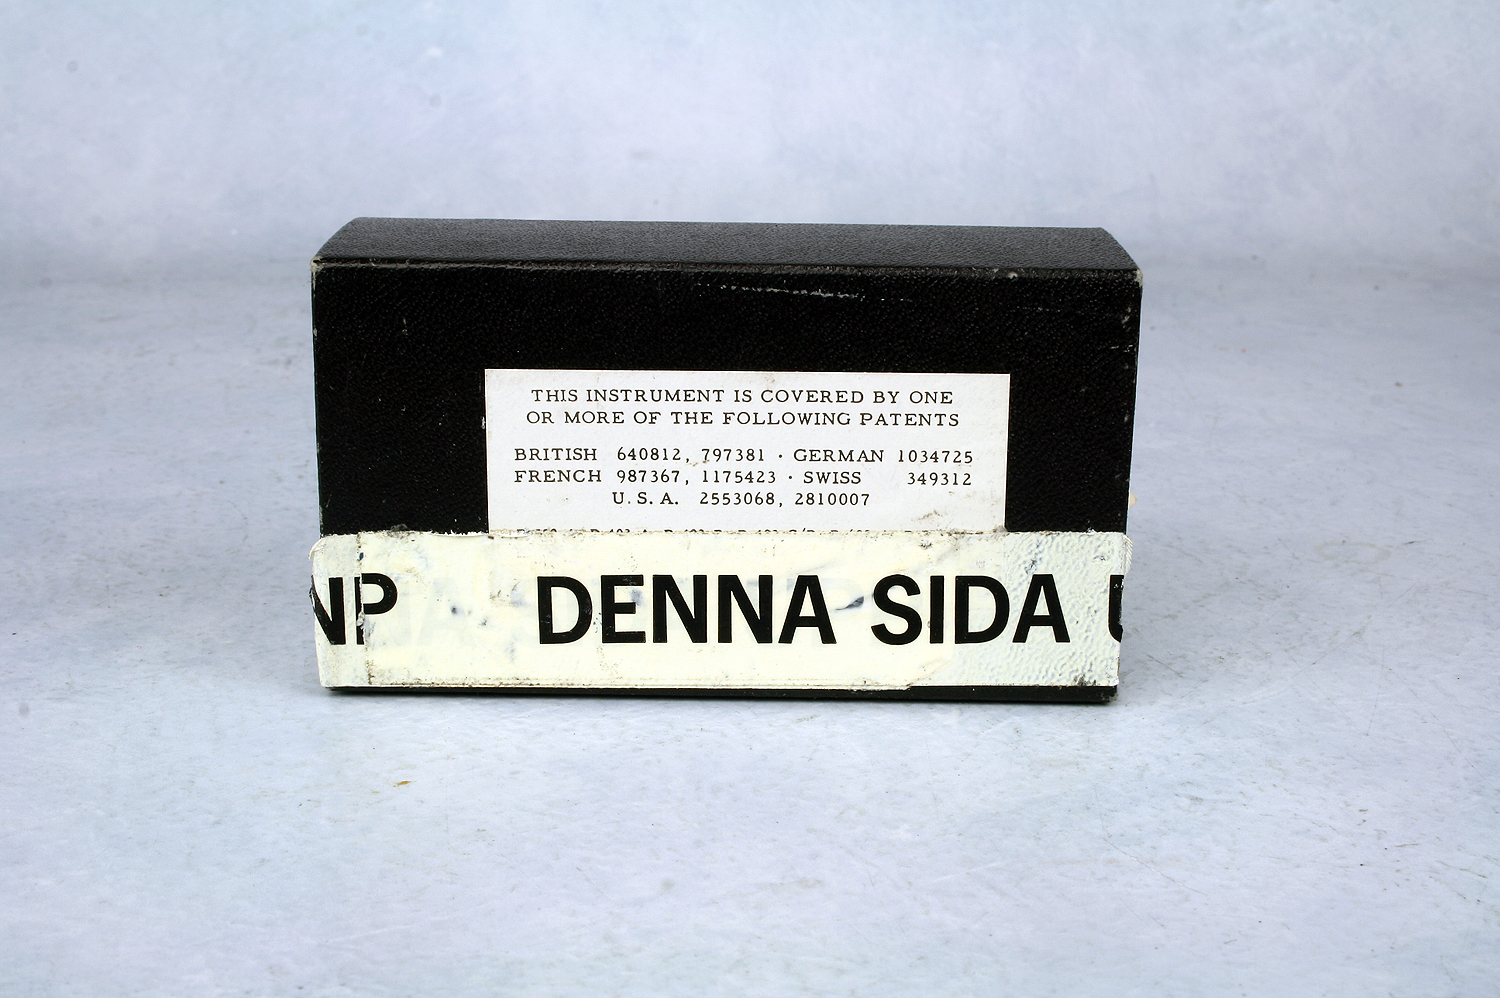 THIS INSTRUMENT IS COVERED BY ONE
OR MORE OF THE FOLLOWING PATENTS
BRITISH 640812, 797381 · GERMAN 1034725
FRENCH 987367, 1175423 · SWISS 349312
U.S.A. 2553068, 2810007
NP DENNA SIDA U